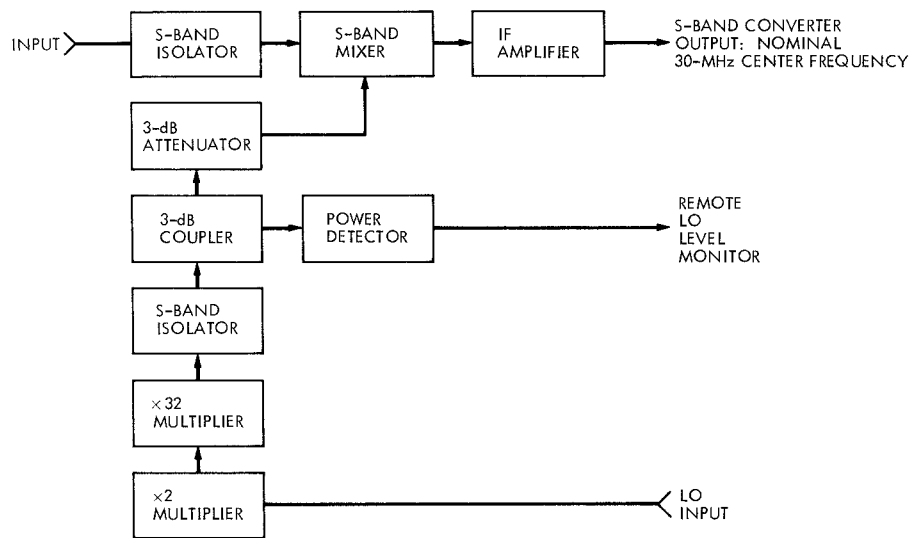 INPUT
S-BAND
ISOLATOR
S-BAND
MIXER
IF
AMPLIFIER
S-BAND CONVERTER
OUTPUT: NOMINAL
30-MHz CENTER FREQUENCY
3-dB
ATTENUATOR
3-dB
COUPLER
POWER
DETECTOR
REMOTE
LO
LEVEL
MONITOR
S-BAND
ISOLATOR
×32
MULTIPLIER
×2
MULTIPLIER
LO
INPUT